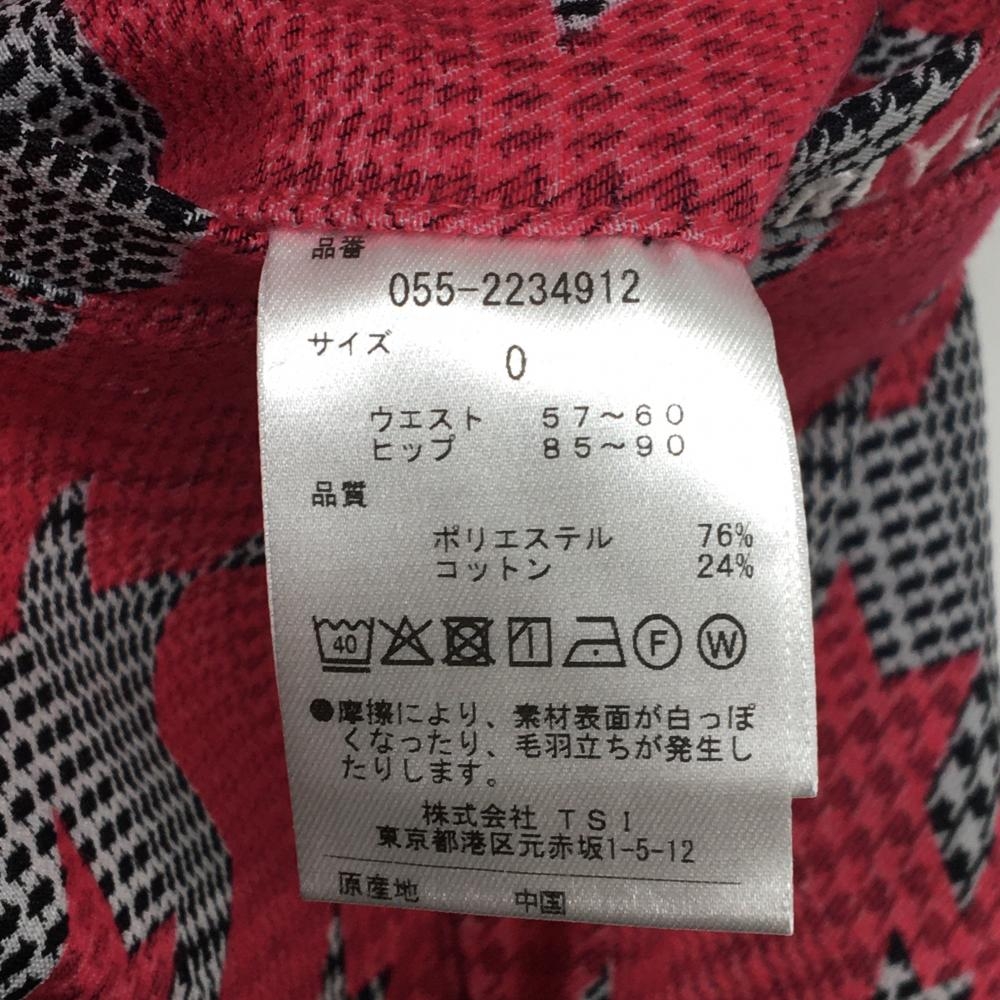 品番
055-2234912
サイズ
0
ウエスト 57～60
ヒップ 85～90
品質
ポリエステル 76%
コットン 24%
40 F W
●摩擦により、素材表面が白っぽ
くなったり、毛羽立ちが発生し
たりします。
株式会社 TSI
東京都港区元赤坂1-5-12
原産地 中国